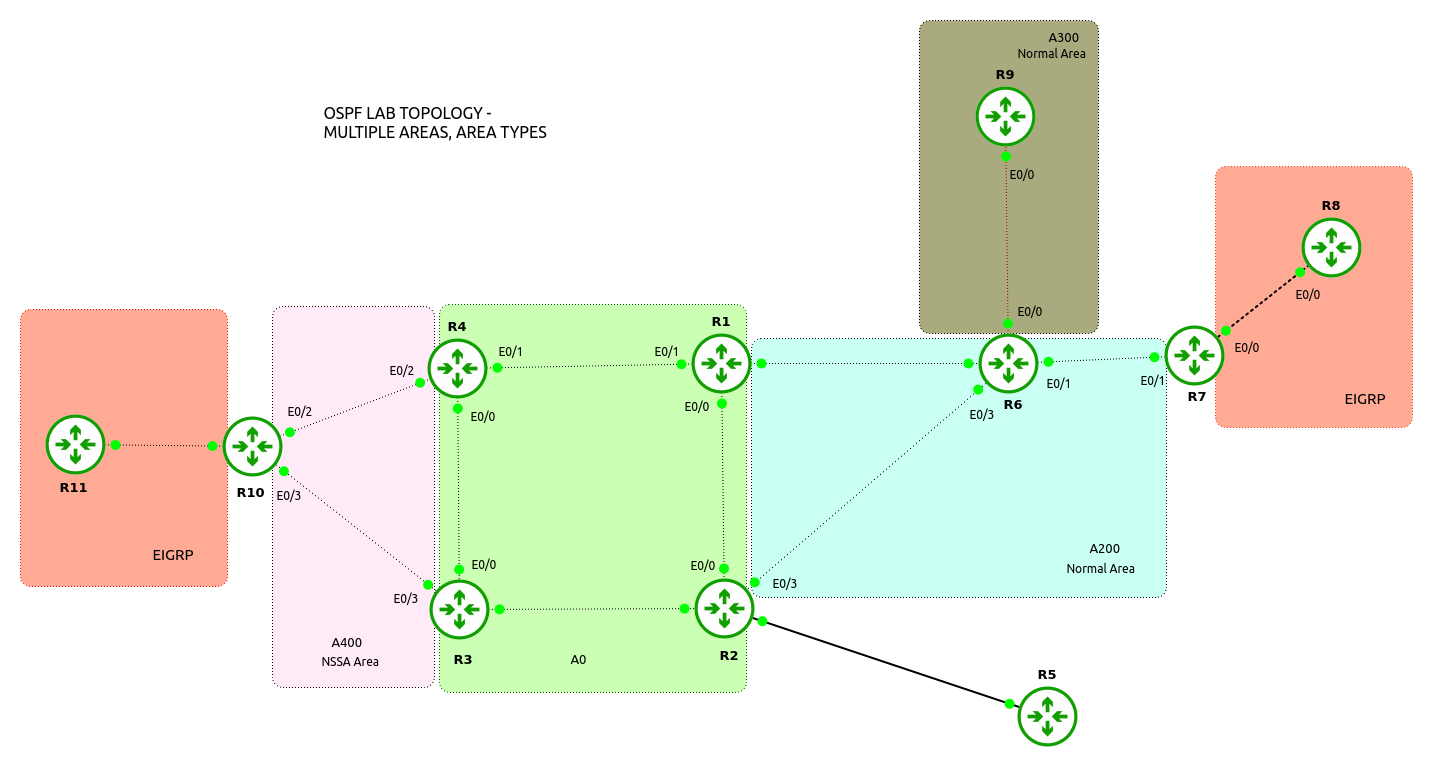 A300
Normal Area
R9
OSPF LAB TOPOLOGY -
MULTIPLE AREAS, AREA TYPES
E0/0
R8
E0/0
E0/0
R4
R1
E0/1
E0/1
E0/2
E0/0
E0/1
E0/1
R7
R6
EIGRP
E0/2
E0/0
E0/0
E0/3
R11
R10
E0/3
EIGRP
E0/0
E0/0
E0/3
E0/3
A200
Normal Area
A400
NSSA Area
R3
A0
R2
R5